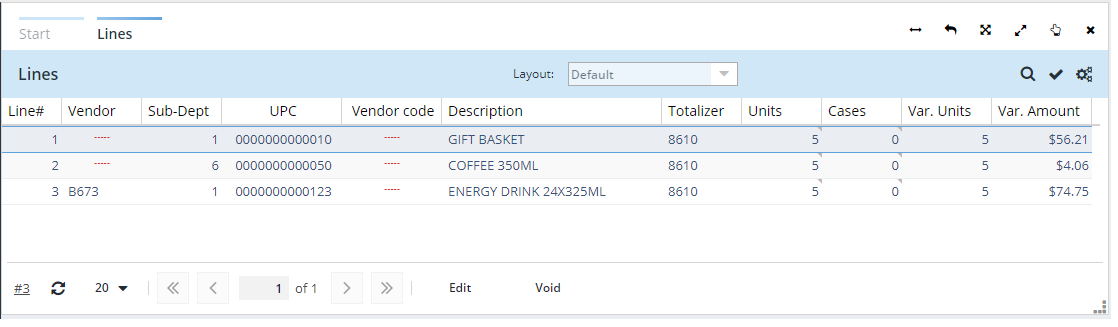 Start Lines
Lines Layout: Default
Line# Vendor Sub-Dept UPC Vendor code Description Totalizer Units Cases Var. Units Var. Amount
1 ----- 1 0000000000010 ----- GIFT BASKET 8610 5 0 5 $56.21
2 ----- 6 0000000000050 ----- COFFEE 350ML 8610 5 0 5 $4.06
3 B673 1 0000000000123 ----- ENERGY DRINK 24X325ML 8610 5 0 5 $74.75
#3 20 1 of 1 Edit Void